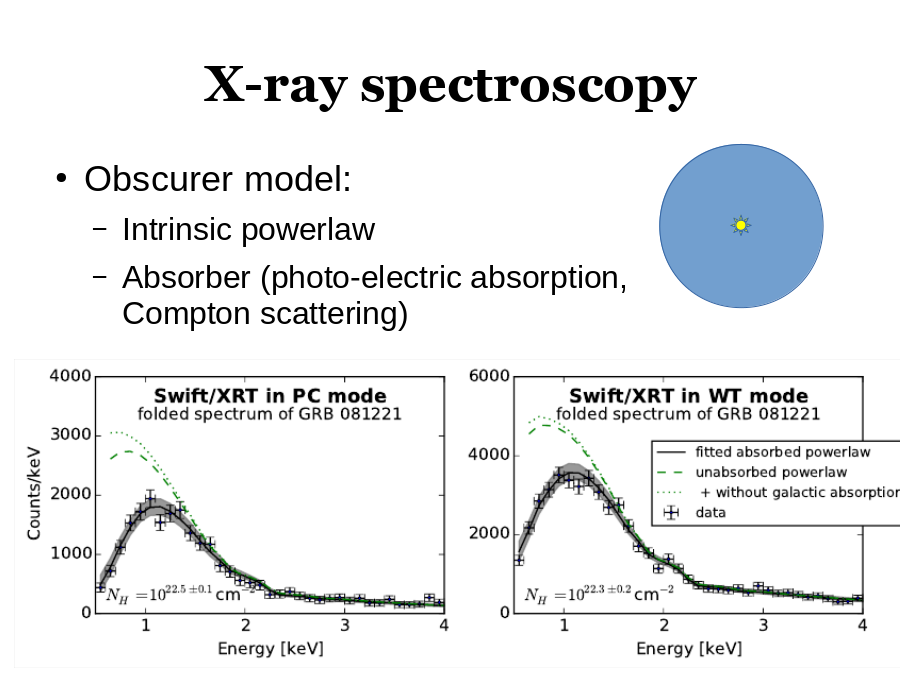 X-ray spectroscopy
• Obscurer model:
– Intrinsic powerlaw
– Absorber (photo-electric absorption,
Compton scattering)
4000
3000
2000
1000
0
Counts/keV
Swift/XRT in PC mode
folded spectrum of GRB 081221
N_H =10^{22.5 ±0.1} cm^{−2}
1 2 3 4
Energy [keV]
6000
4000
2000
0
Swift/XRT in WT mode
folded spectrum of GRB 081221
fitted absorbed powerlaw
unabsorbed powerlaw
+ without galactic absorption
data
N_H =10^{22.3 ±0.2} cm^{−2}
1 2 3 4
Energy [keV]